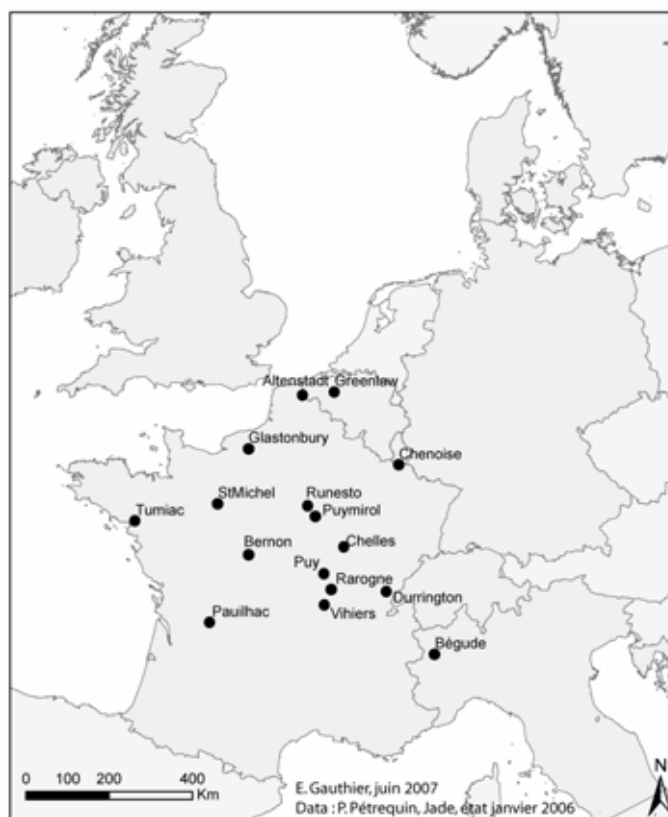 Altenstadt Greenlaw
Glastonbury
Chenoise
StMichel
Runesto
Tumiac
Puymirol
Bernon
Chelles
Puy
Rarogne
Durrington
Pauilhac
Vihiers
Bégude
N
0 100 200 400
Km
E. Gauthier, juin 2007
Data : P. Pétrequin, Jade, état janvier 2006